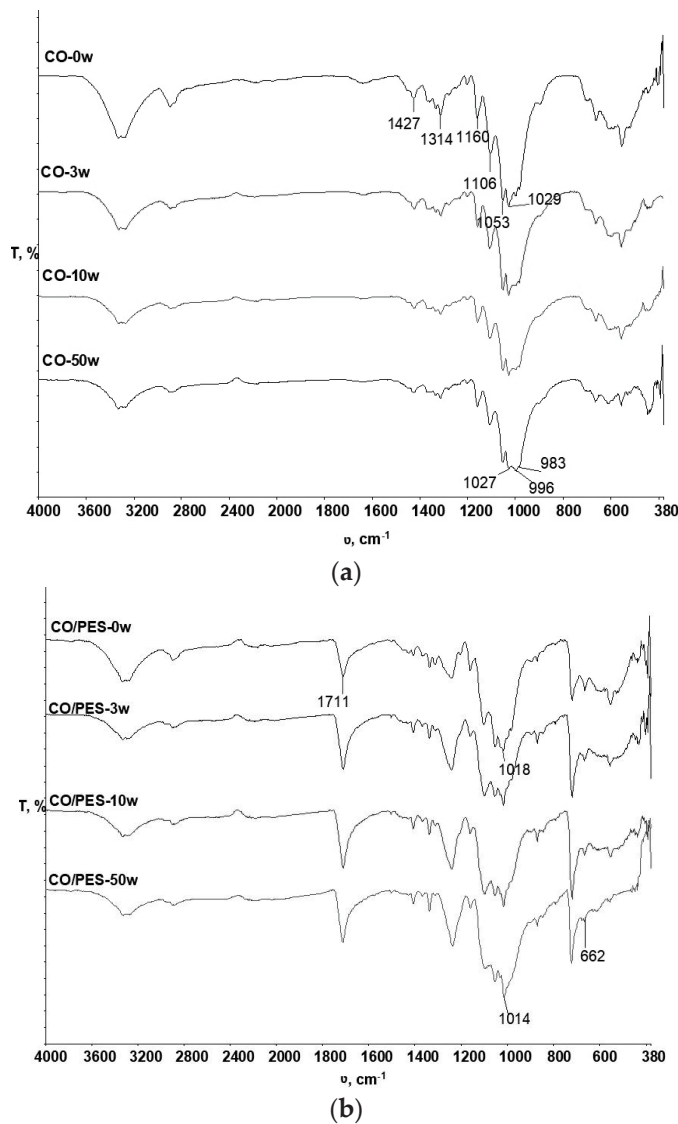 CO-0w
1427
1314
1160
1106
1053
1029
CO-3w
T, %
CO-10w
CO-50w
1027
996
983
4000 3600 3200 2800 2400 2000 1800 1600 1400 1200 1000 800 600 380
υ, cm-1
(a)
CO/PES-0w
1711
CO/PES-3w
1018
T, %
CO/PES-10w
CO/PES-50w
662
1014
4000 3600 3200 2800 2400 2000 1800 1600 1400 1200 1000 800 600 380
υ, cm-1
(b)